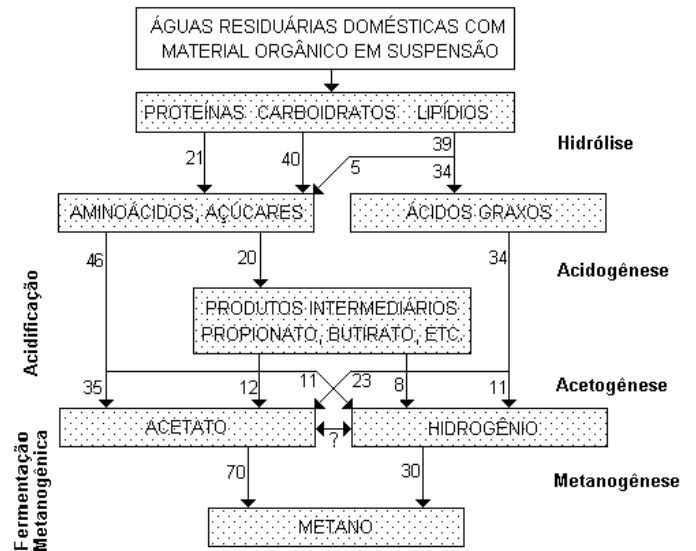 ÁGUAS RESIDUÁRIAS DOMÉSTICAS COM
MATERIAL ORGÂNICO EM SUSPENSÃO
PROTEÍNAS CARBOIDRATOS LIPÍDIOS
21
40
39
5
34
Hidrólise
AMINOÁCIDOS, AÇÚCARES
ÁCIDOS GRAXOS
46
20
34
Acidogênese
Acidificação
PRODUTOS INTERMEDIÁRIOS
PROPIONATO, BUTIRATO, ETC.
35
12
11
23
8
11
Acetogênese
ACETATO
?
HIDROGÊNIO
70
30
Metanogênese
Fermentação
Metanogênica
METANO